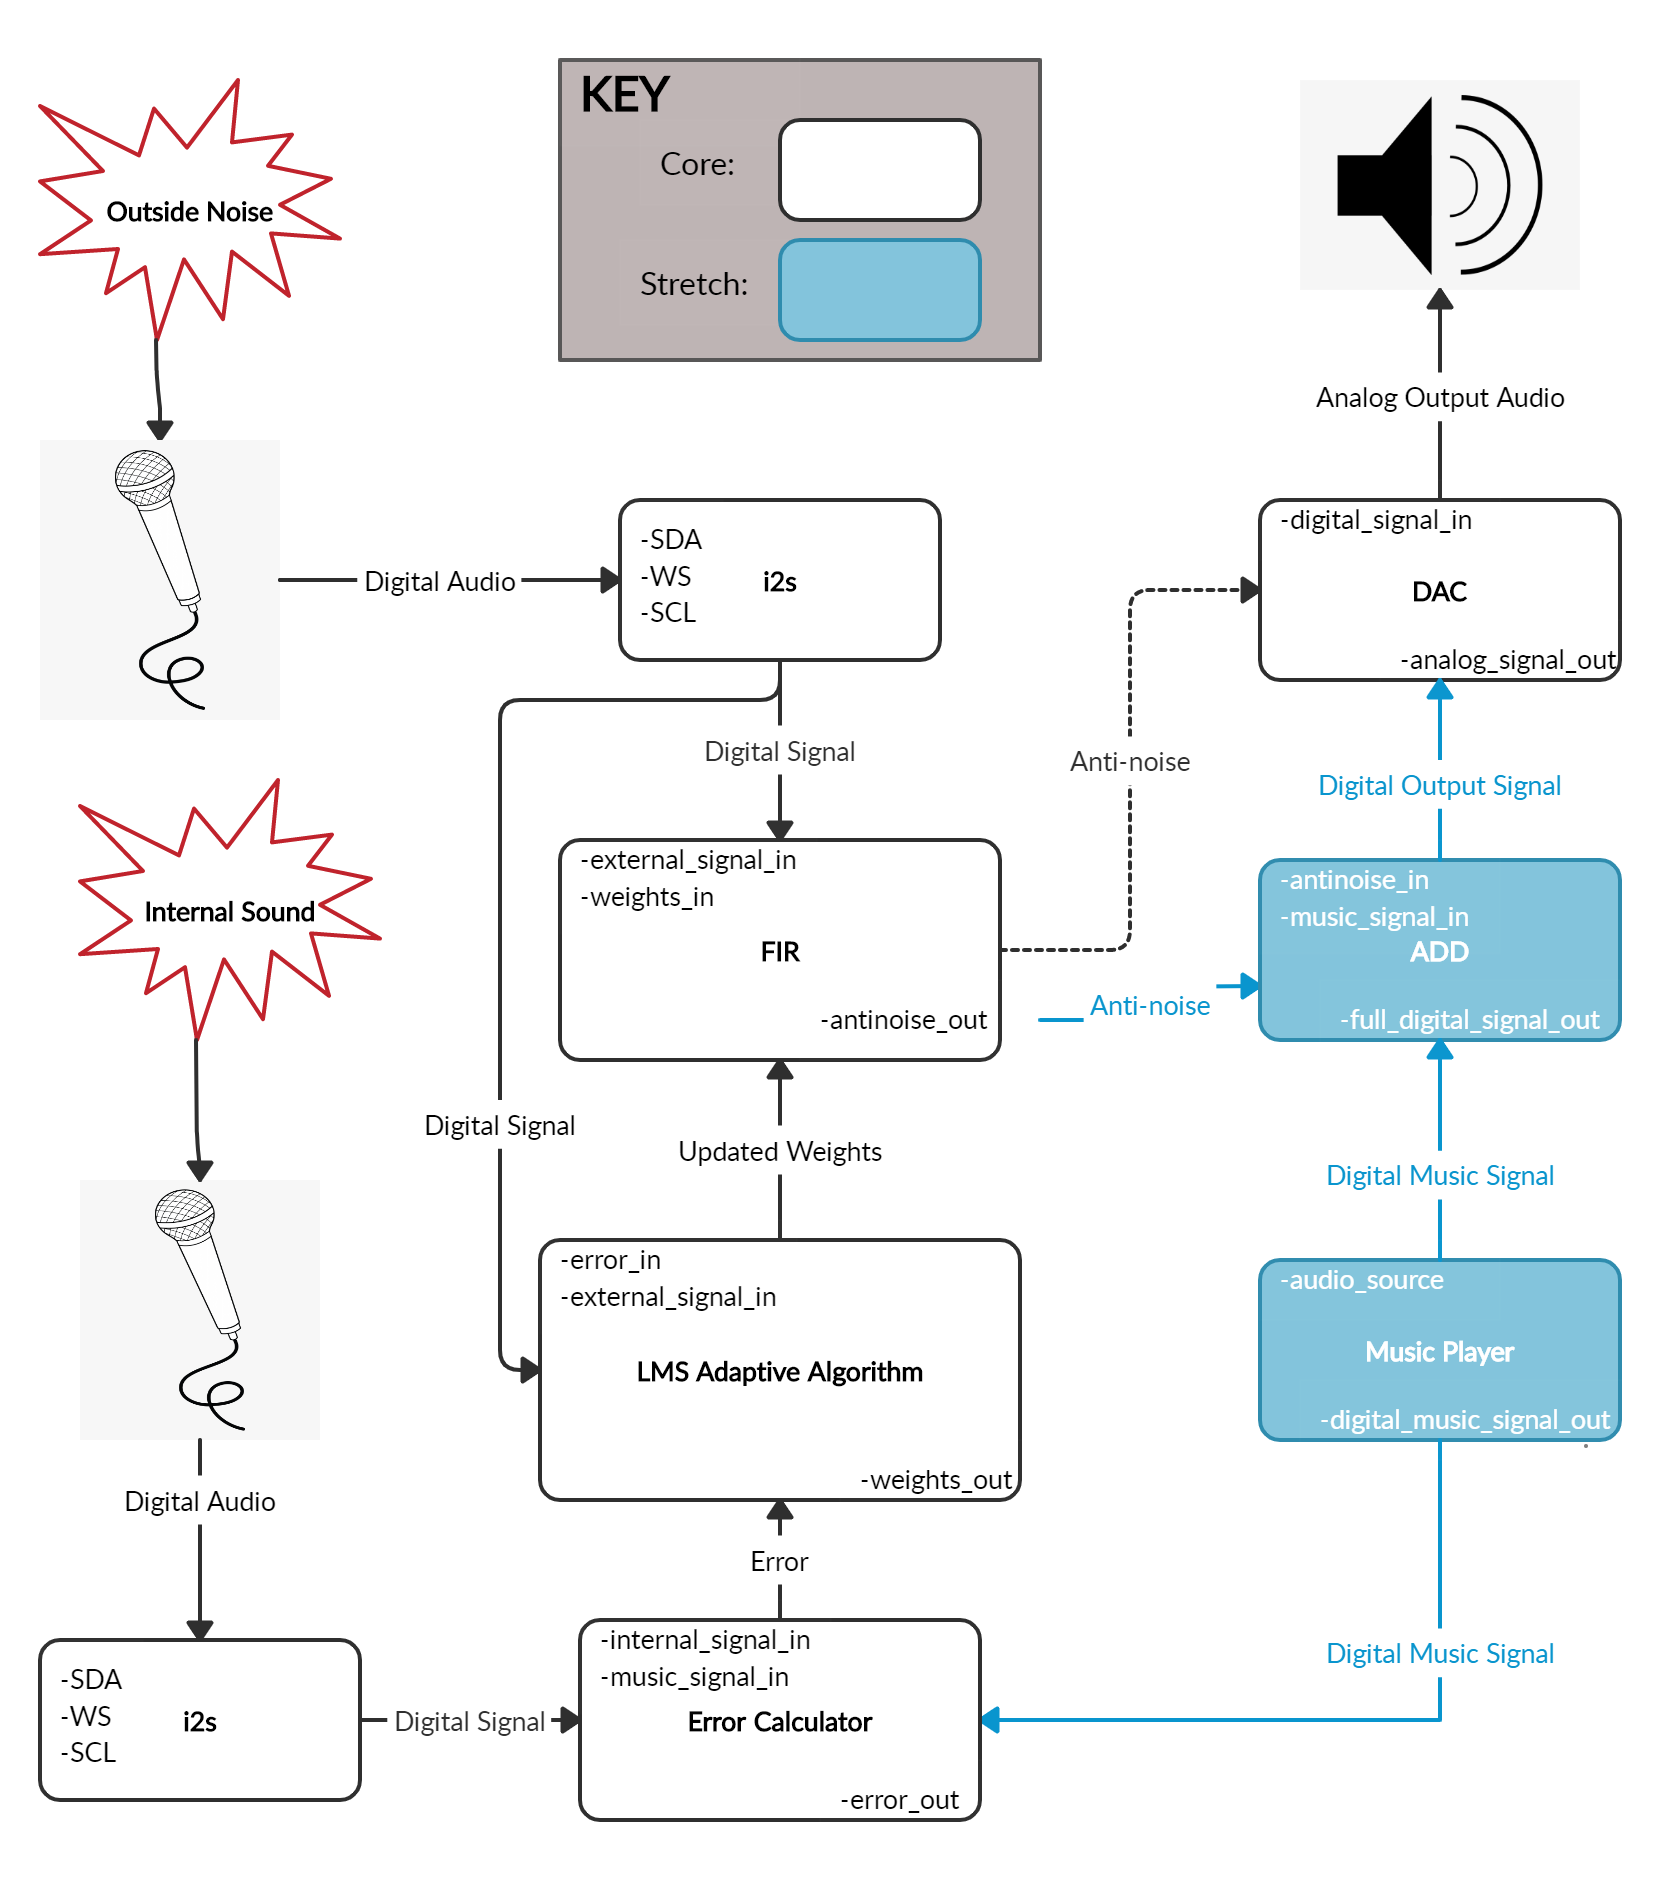 KEY
Core:
Stretch:
Outside Noise
Analog Output Audio
-digital_signal_in
DAC
-analog_signal_out
Digital Audio
-SDA
-WS
-SCL
i2s
Digital Signal
Anti-noise
Digital Output Signal
Internal Sound
-external_signal_in
-weights_in
FIR
-antinoise_out
Anti-noise
-antinoise_in
-music_signal_in
ADD
-full_digital_signal_out
Digital Signal
Updated Weights
Digital Music Signal
-error_in
-external_signal_in
LMS Adaptive Algorithm
-weights_out
-audio_source
Music Player
-digital_music_signal_out
Digital Audio
Error
Digital Music Signal
-SDA
-WS
-SCL
i2s
Digital Signal
-internal_signal_in
-music_signal_in
Error Calculator
-error_out